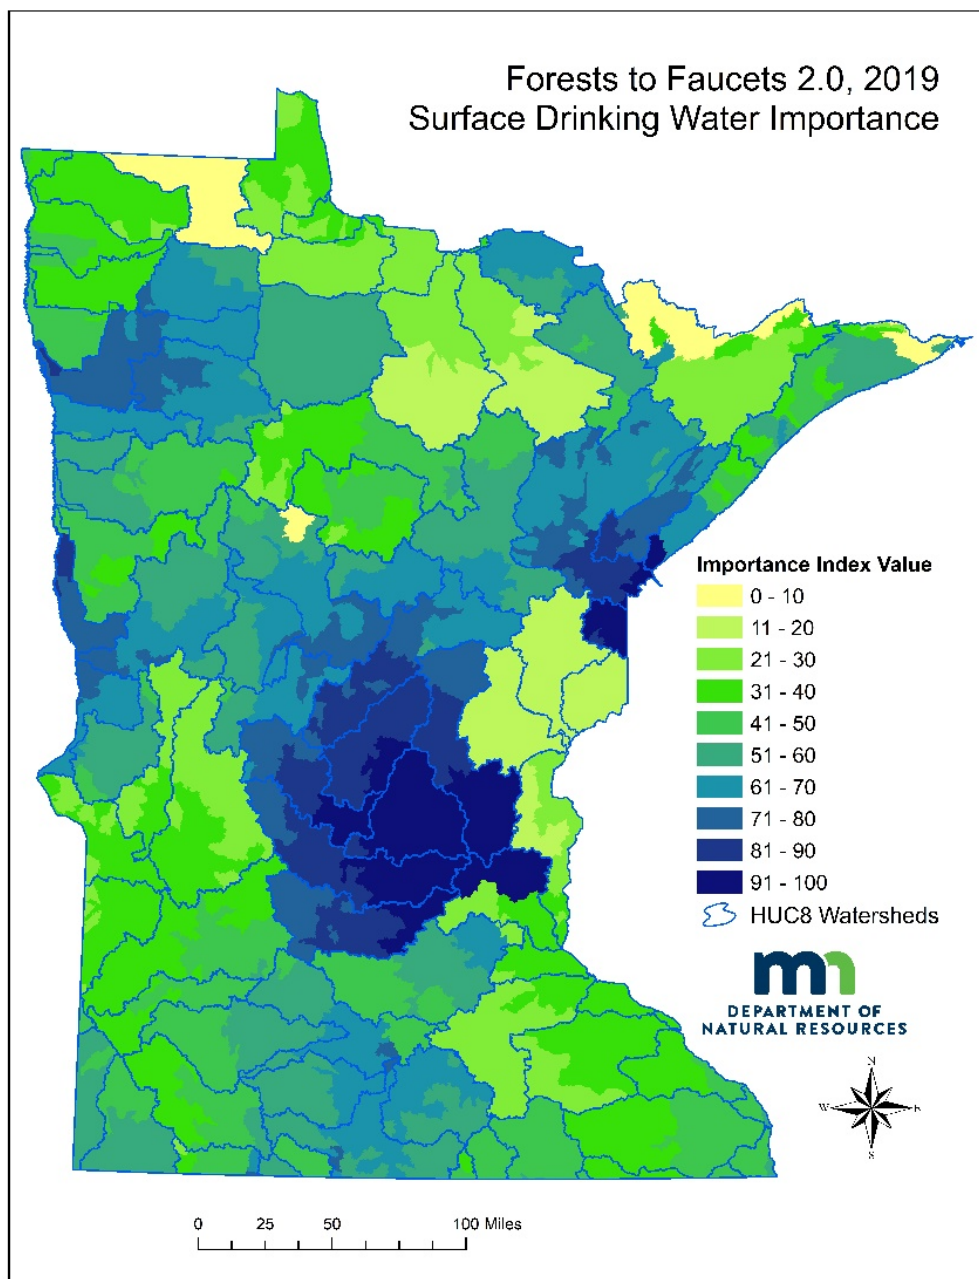 Forests to Faucets 2.0, 2019
Surface Drinking Water Importance
Importance Index Value
0 - 10
11 - 20
21 - 30
31 - 40
41 - 50
51 - 60
61 - 70
71 - 80
81 - 90
91 - 100
HUC8 Watersheds
mn
DEPARTMENT OF
NATURAL RESOURCES
N
W E
S
0 25 50 100 Miles